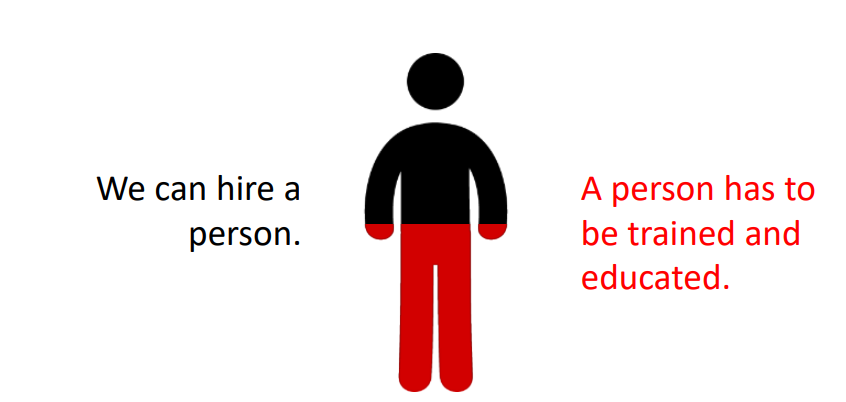 We can hire a
person.
A person has to
be trained and
educated.